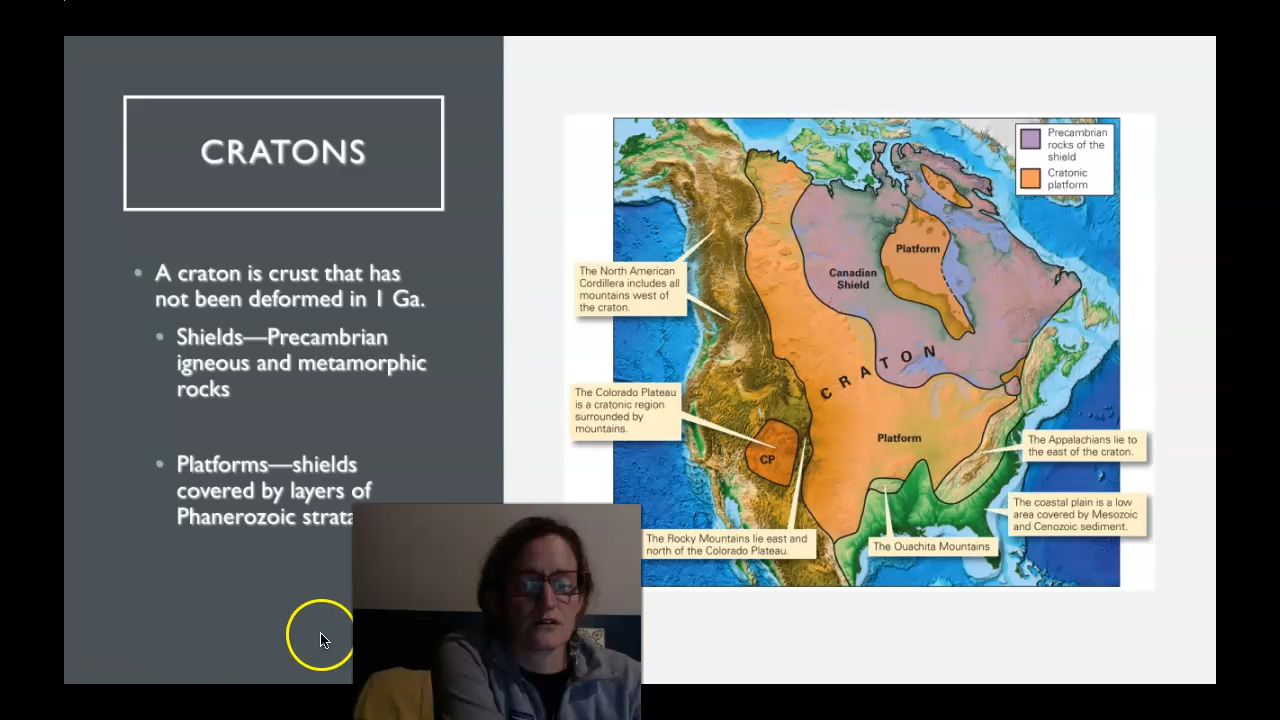 CRATONS
• A craton is crust that has
not been deformed in 1 Ga.
• Shields—Precambrian
igneous and metamorphic
rocks
• Platforms—shields
covered by layers of
Phanerozoic strata
Precambrian
rocks of the
shield
Cratonic
platform
Platform
Canadian
Shield
The North American
Cordillera includes all
mountains west of
the craton.
CRATON
The Colorado Plateau
is a cratonic region
surrounded by
mountains.
CP
Platform
The Appalachians lie to
the east of the craton.
The coastal plain is a low
area covered by Mesozoic
and Cenozoic sediment.
The Rocky Mountains lie east and
north of the Colorado Plateau.
The Ouachita Mountains